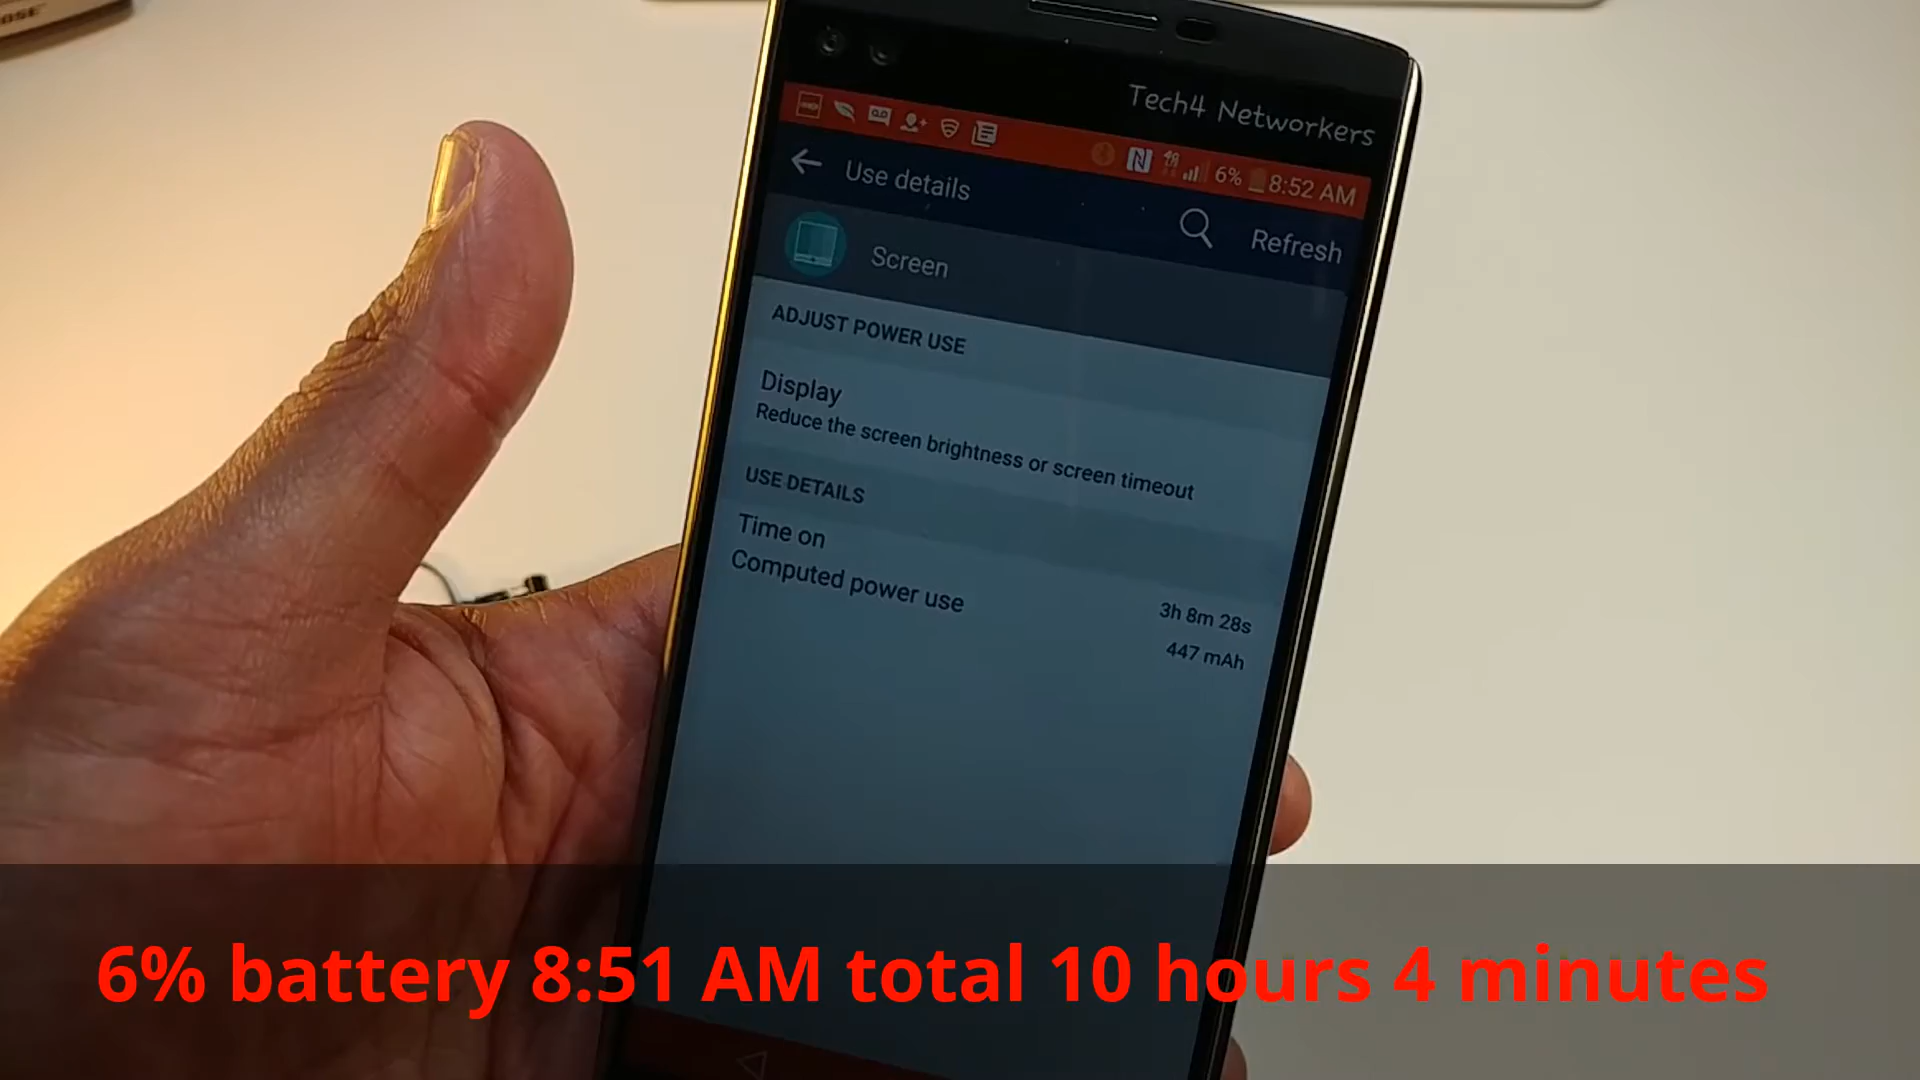 Tech4 Networkers
6% 8:52 AM
Use details
Refresh
Screen
ADJUST POWER USE
Display
Reduce the screen brightness or screen timeout
USE DETAILS
Time on
3h 8m 28s
Computed power use
447 mAh
6% battery 8:51 AM total 10 hours 4 minutes